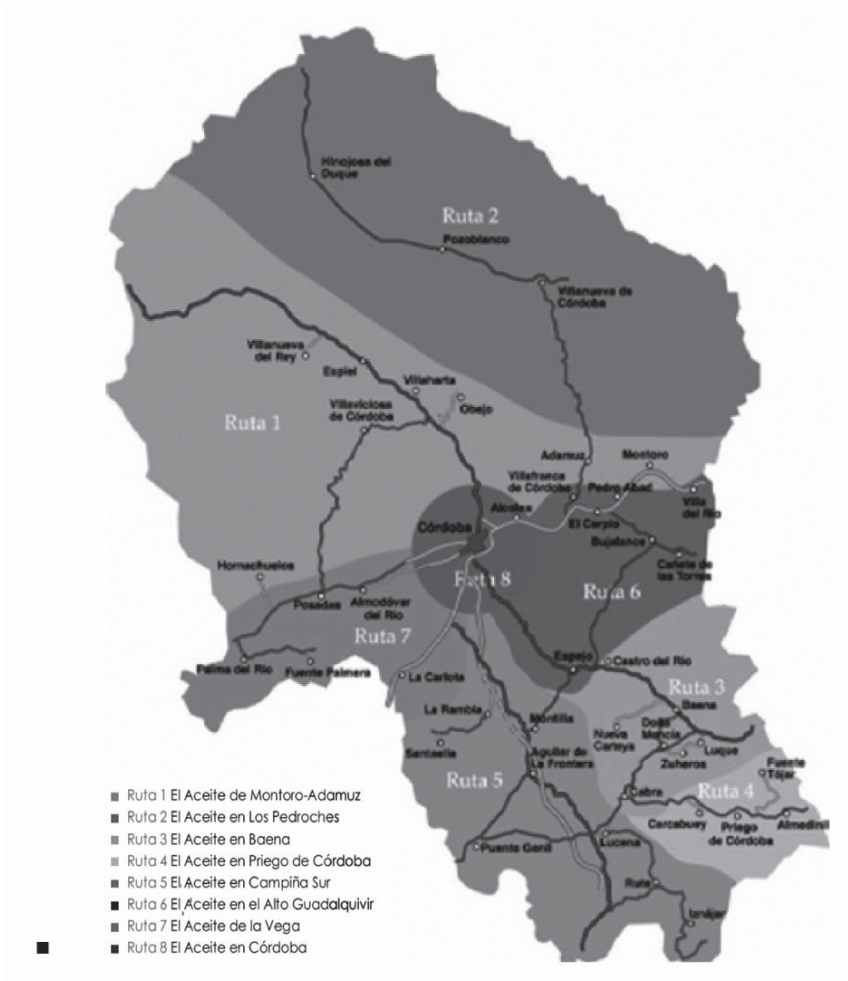 Hinojosa del
Duque
Ruta 2
Pozoblanco
Villanueva de
Córdoba
Villanueva
del Rey
Espiel
Villaharta
Obejo
Villaviciosa
de Córdoba
Ruta 1
Adamuz
Montoro
Villafranca
de Córdoba
Pedro Abad
Villa
del Río
Alcolea
El Carpio
Córdoba
Bujalance
Cañete de
las Torres
Hornachuelos
Ruta 8
Ruta 6
Posadas
Almodóvar
del Río
Ruta 7
Espejo
Castro del Río
Palma del Río
Fuente Palmera
La Carlota
Ruta 3
Baena
La Rambla
Montilla
Doña
Mencía
Nueva
Carteya
Luque
Santaella
Aguilar de
La Frontera
Zuheros
Fuente
Tójar
Ruta 5
Ruta 4
Cabra
Carcabuey
Priego
de Córdoba
Almedinil
Puente Genil
Lucena
Rute
Iznájar
Ruta 1 El Aceite de Montoro-Adamuz
Ruta 2 El Aceite en Los Pedroches
Ruta 3 El Aceite en Baena
Ruta 4 El Aceite en Priego de Córdoba
Ruta 5 El Aceite en Campiña Sur
Ruta 6 El Aceite en el Alto Guadalquivir
Ruta 7 El Aceite de la Vega
Ruta 8 El Aceite en Córdoba